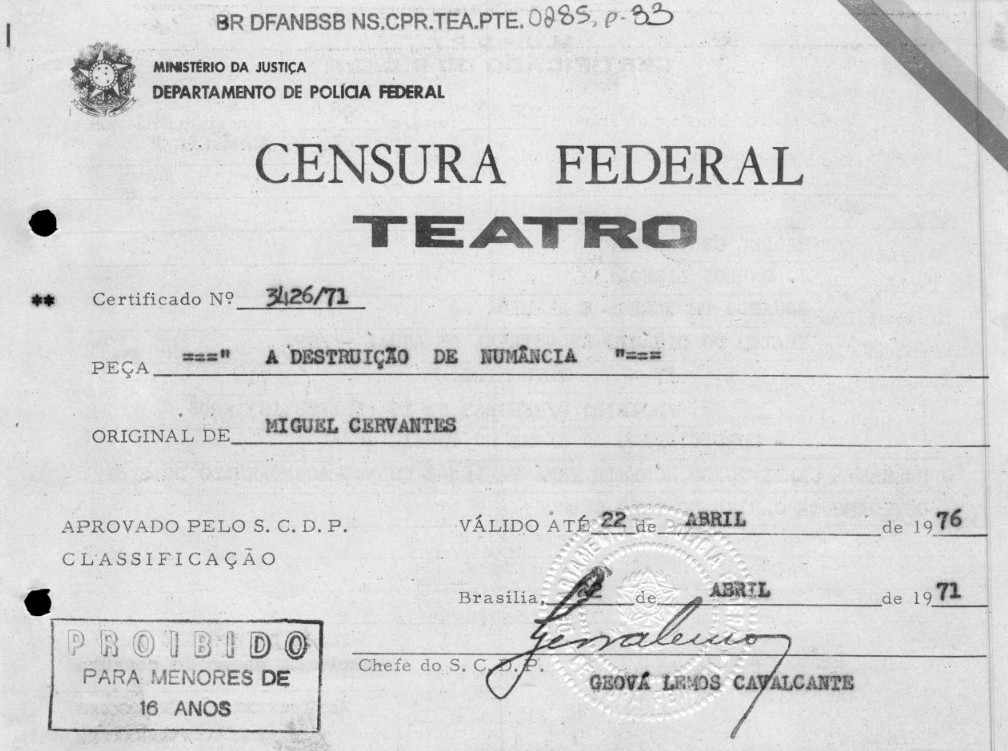 BR DFANBSB NS.CPR.TEA.PTE. 0285, p-33
MINISTÉRIO DA JUSTIÇA
DEPARTAMENTO DE POLÍCIA FEDERAL
CENSURA FEDERAL
TEATRO
** Certificado Nº 3426/71
PEÇA ===" A DESTRUIÇÃO DE NUMÂNCIA "===
ORIGINAL DE MIGUEL CERVANTES
APROVADO PELO S. C. D. P.
CLASSIFICAÇÃO
VÁLIDO ATÉ 22 de ABRIL de 1976
Brasília, 22 de ABRIL de 1971
PROIBIDO
PARA MENORES DE
16 ANOS
Chefe do S. C. D. P.
GEOVÁ LEMOS CAVALCANTE